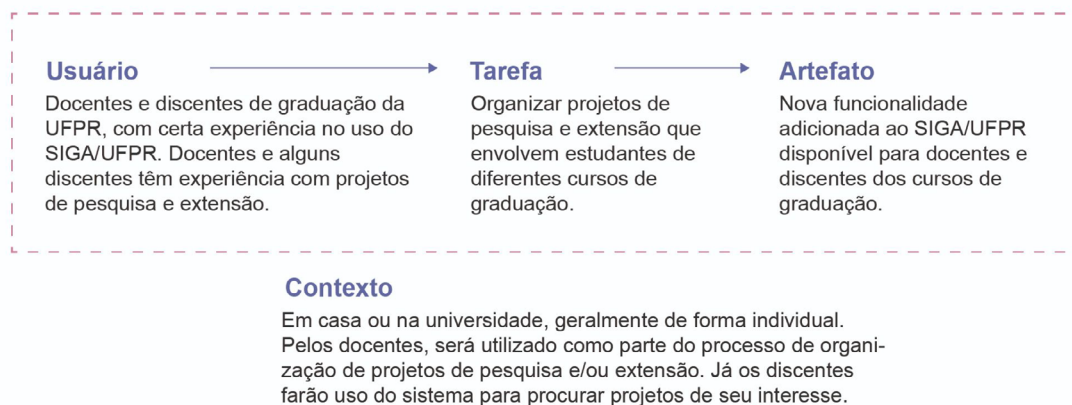 Usuário
Docentes e discentes de graduação da
UFPR, com certa experiência no uso do
SIGA/UFPR. Docentes e alguns
discentes têm experiência com projetos
de pesquisa e extensão.
Tarefa
Organizar projetos de
pesquisa e extensão que
envolvem estudantes de
diferentes cursos de
graduação.
Artefato
Nova funcionalidade
adicionada ao SIGA/UFPR
disponível para docentes e
discentes dos cursos de
graduação.
Contexto
Em casa ou na universidade, geralmente de forma individual.
Pelos docentes, será utilizado como parte do processo de organi-
zação de projetos de pesquisa e/ou extensão. Já os discentes
farão uso do sistema para procurar projetos de seu interesse.